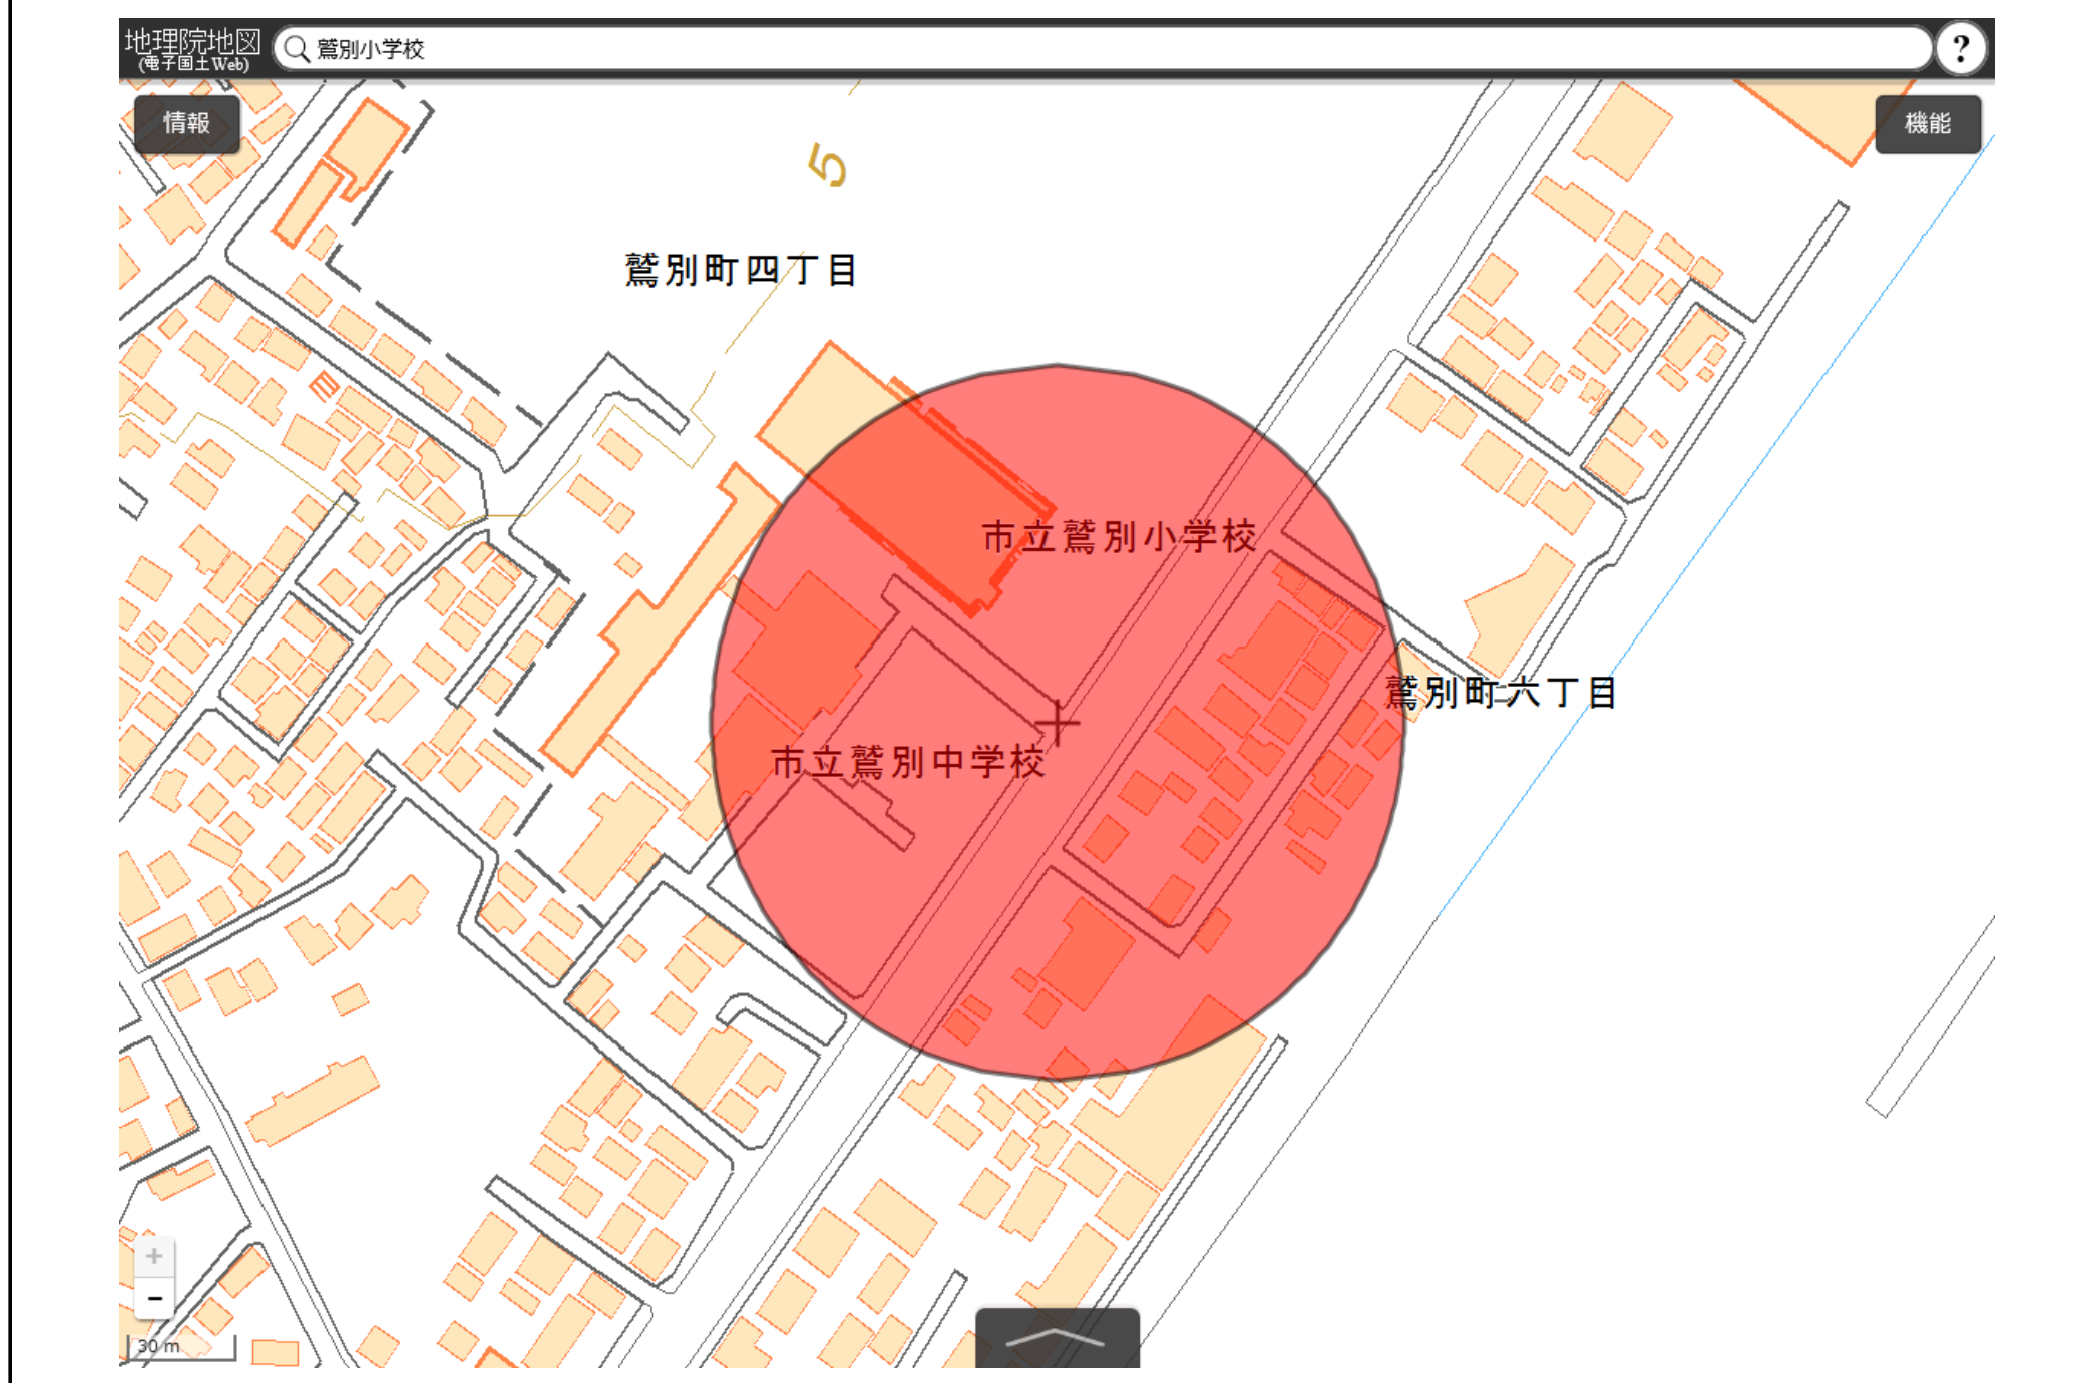 地理院地図
(電子国土Web)
鷲別小学校
?
情報
機能
5
鷲別町四丁目
市立鷲別小学校
鷲別町六丁目
市立鷲別中学校
+
-
30 m